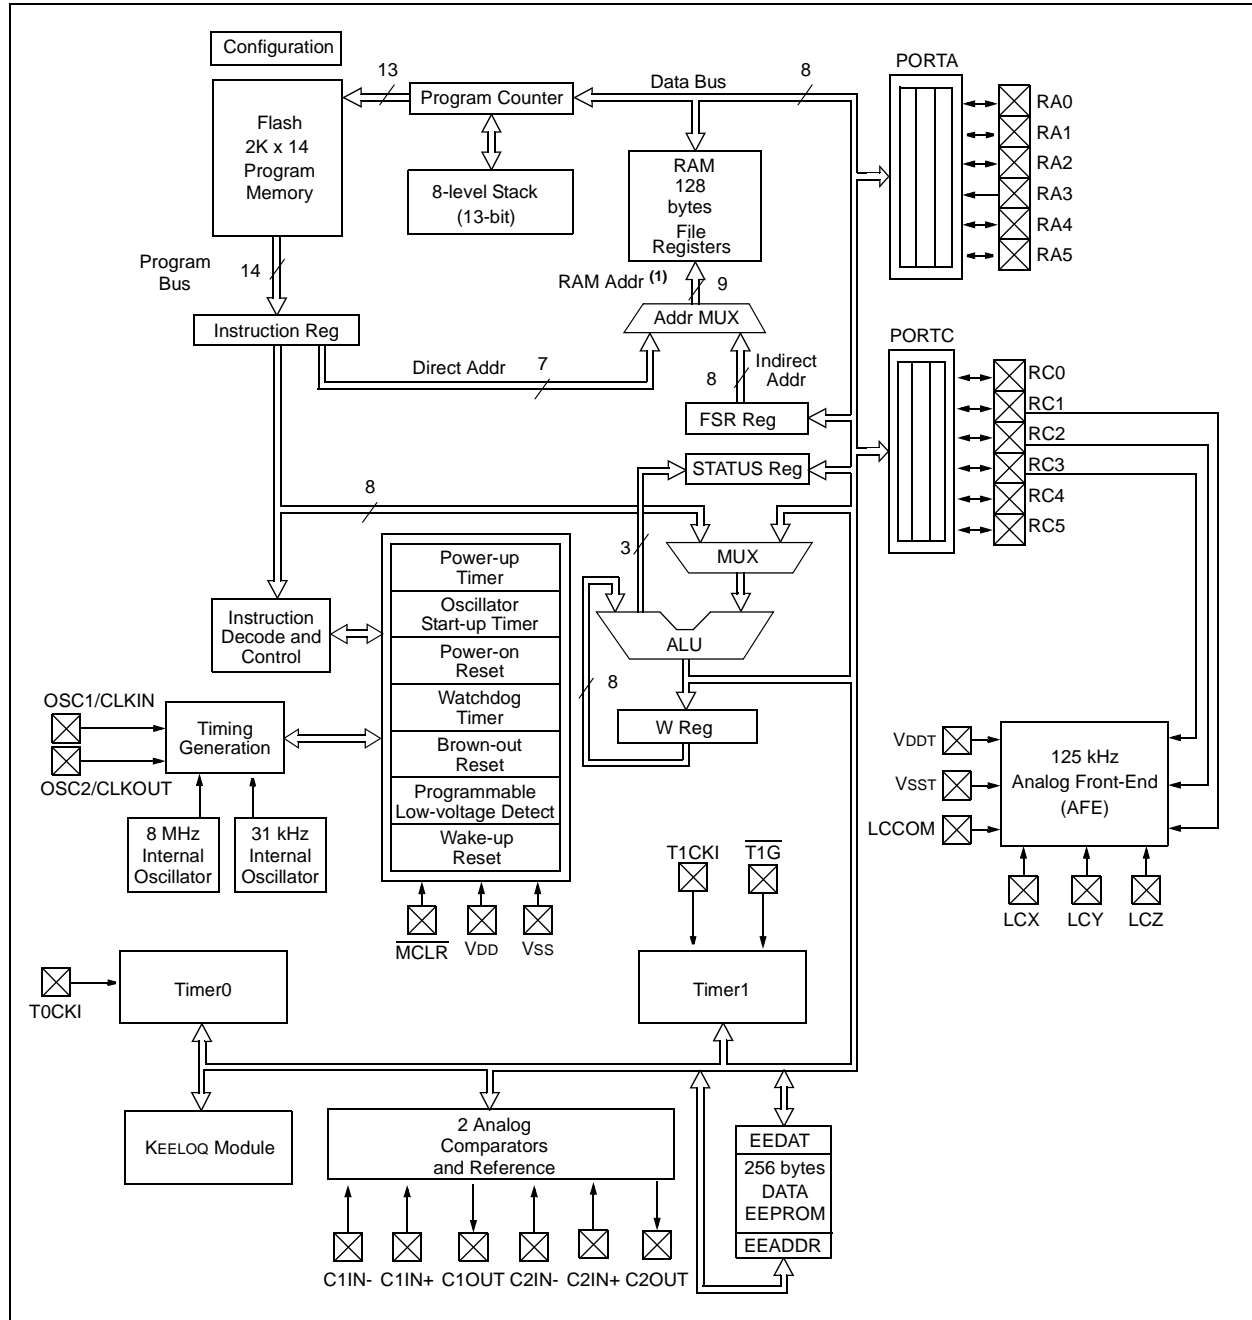 Configuration
13
Data Bus
8
PORTA
Flash
2K x 14
Program
Memory
Program Counter
8-level Stack
(13-bit)
RAM
128
bytes
File
Registers
RA0
RA1
RA2
RA3
RA4
RA5
Program
Bus
14
RAM Addr (1)
9
Addr MUX
Instruction Reg
Direct Addr
7
8
Indirect
Addr
FSR Reg
STATUS Reg
PORTC
RC0
RC1
RC2
RC3
RC4
RC5
8
3
MUX
ALU
8
W Reg
Instruction
Decode and
Control
Power-up
Timer
Oscillator
Start-up Timer
Power-on
Reset
Watchdog
Timer
Brown-out
Reset
Programmable
Low-voltage Detect
Wake-up
Reset
OSC1/CLKIN
OSC2/CLKOUT
Timing
Generation
8 MHz
Internal
Oscillator
31 kHz
Internal
Oscillator
MCLR
VDD
VSS
VDDT
VSST
LCCOM
125 kHz
Analog Front-End
(AFE)
LCX
LCY
LCZ
T1CKI
T1G
T0CKI
Timer0
Timer1
KEELOQ Module
2 Analog
Comparators
and Reference
C1IN-
C1IN+
C1OUT
C2IN-
C2IN+
C2OUT
EEDAT
256 bytes
DATA
EEPROM
EEADDR